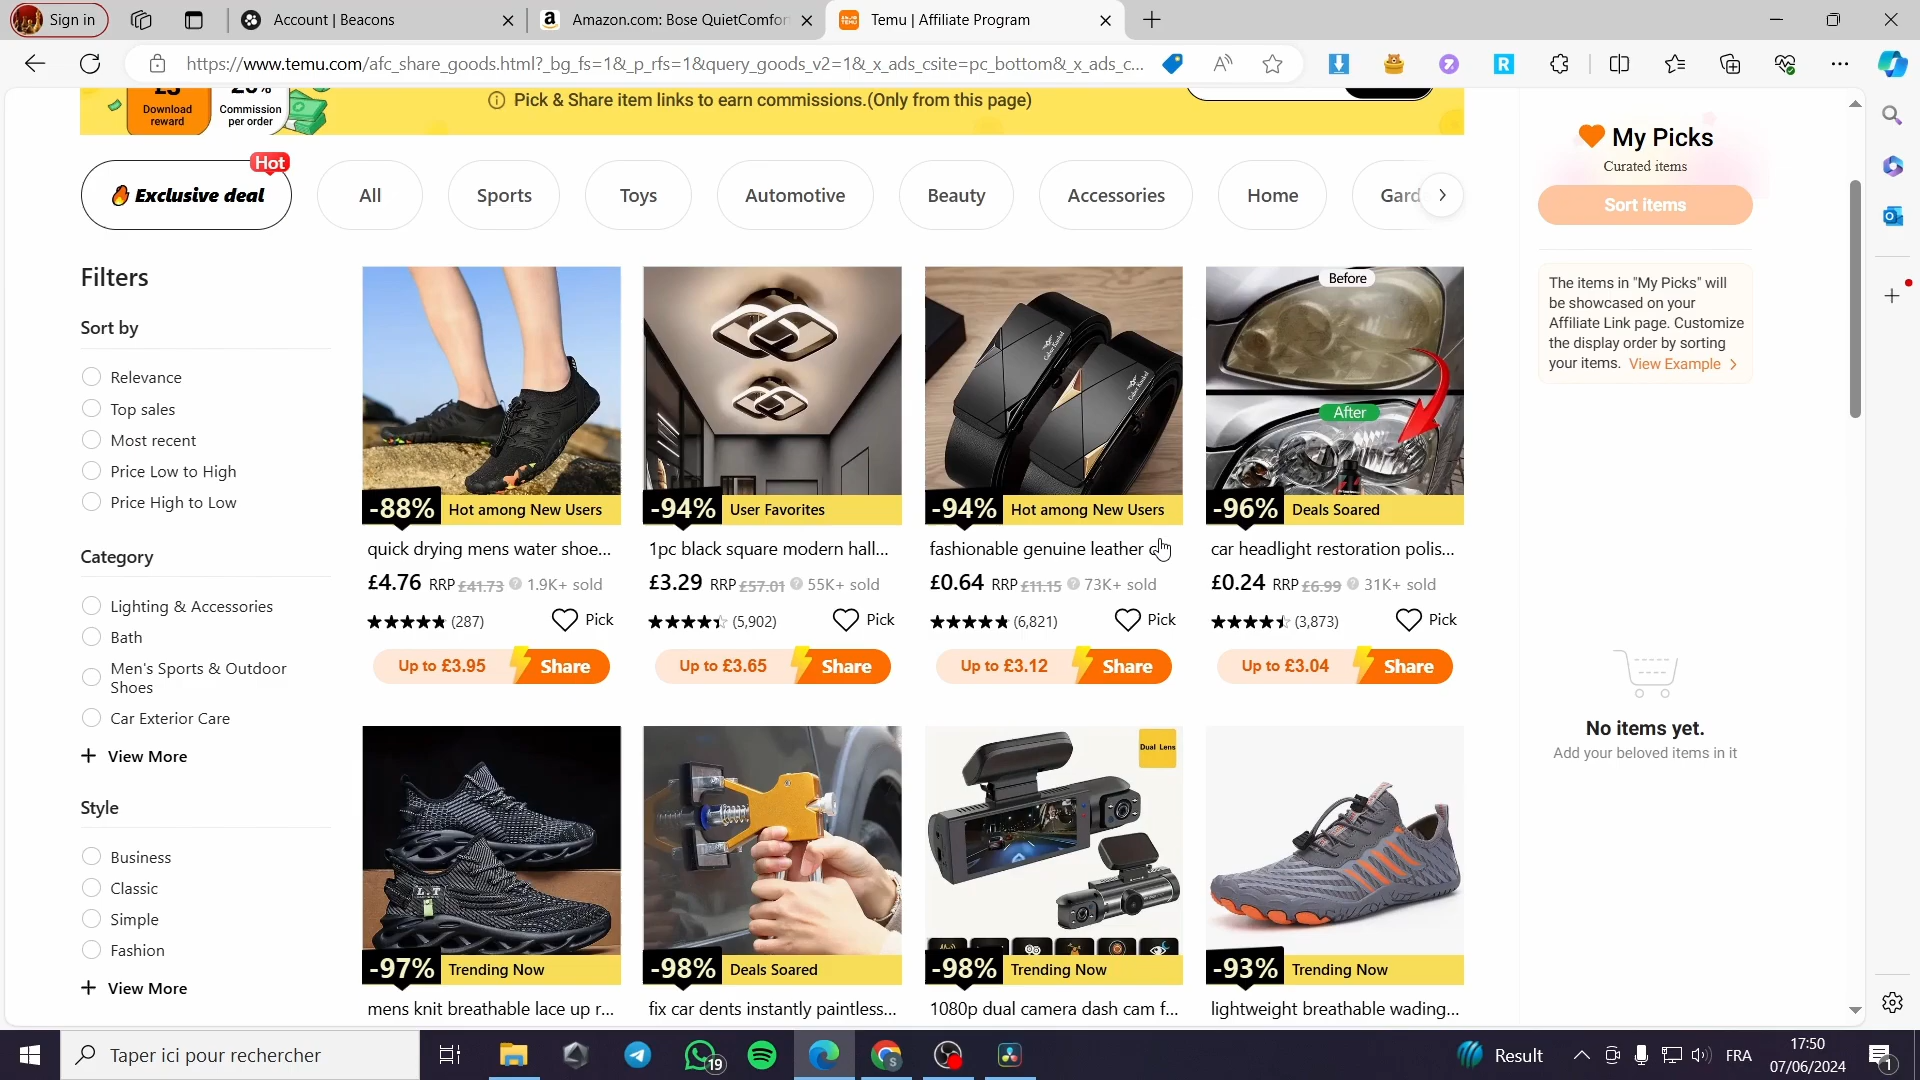 Sign in
Account | Beacons
Amazon.com: Bose QuietComfor
Temu | Affiliate Program
https://www.temu.com/afc_share_goods.html?_bg_fs=1&_p_rfs=1&query_goods_v2=1&_x_ads_csite=pc_bottom&_x_ads_c...
Download
reward
Commission
per order
Pick & Share item links to earn commissions.(Only from this page)
My Picks
Curated items
Sort items
Hot
Exclusive deal
All
Sports
Toys
Automotive
Beauty
Accessories
Home
Gard
The items in "My Picks" will
be showcased on your
Affiliate Link page. Customize
the display order by sorting
your items. View Example >
Filters
Sort by
Relevance
Top sales
Most recent
Price Low to High
Price High to Low
Category
Lighting & Accessories
Bath
Men's Sports & Outdoor
Shoes
Car Exterior Care
+ View More
Style
Business
Classic
Simple
Fashion
+ View More
-88% Hot among New Users
quick drying mens water shoe...
£4.76 RRP £41.73 1.9K+ sold
(287) Pick
Up to £3.95 Share
-94% User Favorites
1pc black square modern hall...
£3.29 RRP £57.01 55K+ sold
(5,902) Pick
Up to £3.65 Share
-94% Hot among New Users
fashionable genuine leather
£0.64 RRP £11.15 73K+ sold
(6,821) Pick
Up to £3.12 Share
Before
After
-96% Deals Soared
car headlight restoration polis...
£0.24 RRP £6.99 31K+ sold
(3,873) Pick
Up to £3.04 Share
L.T
-97% Trending Now
mens knit breathable lace up r...
-98% Deals Soared
fix car dents instantly paintless...
Dual Lens
-98% Trending Now
1080p dual camera dash cam f...
-93% Trending Now
lightweight breathable wading...
No items yet.
Add your beloved items in it
Taper ici pour rechercher
19
Result
FRA
17:50
07/06/2024
1